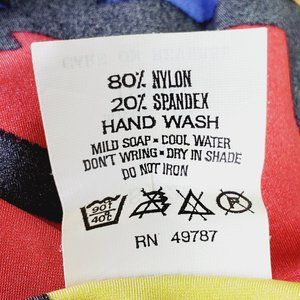 80% NYLON
20% SPANDEX
HAND WASH
MILD SOAP • COOL WATER
DON'T WRING • DRY IN SHADE
DO NOT IRON
RN 49787